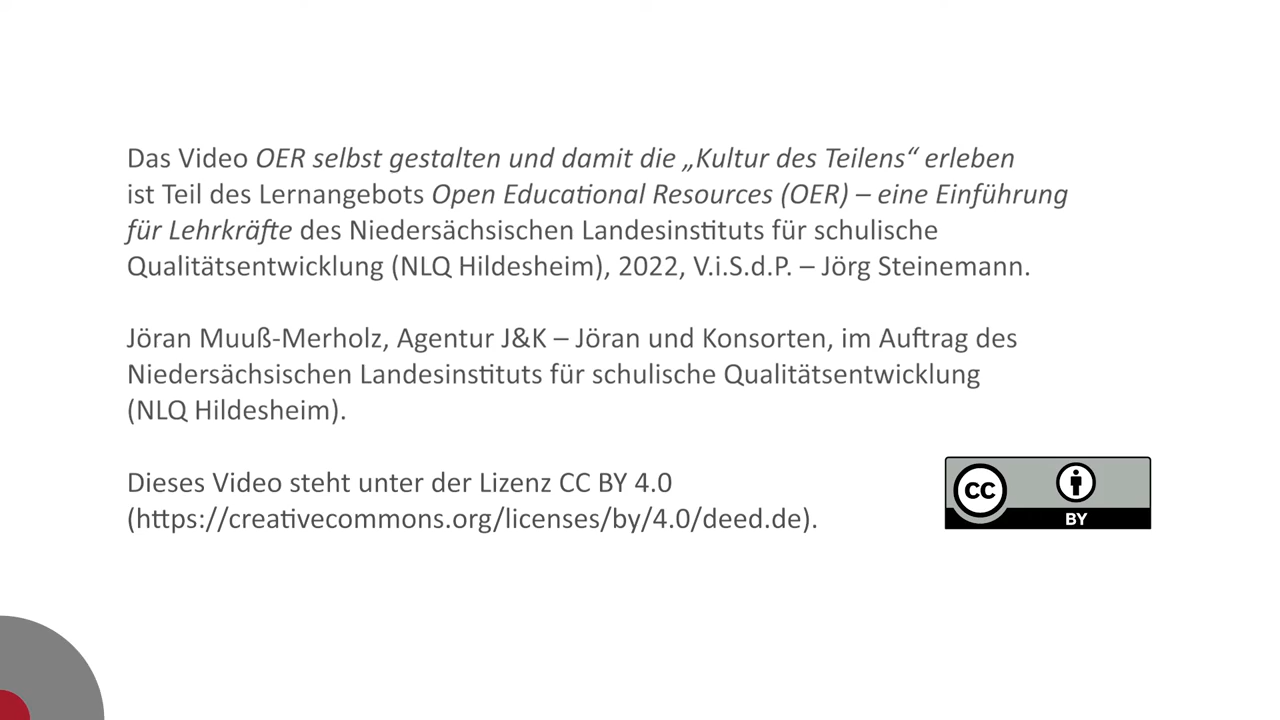 Das Video OER selbst gestalten und damit die „Kultur des Teilens“ erleben
ist Teil des Lernangebots Open Educational Resources (OER) – eine Einführung
für Lehrkräfte des Niedersächsischen Landesinstituts für schulische
Qualitätsentwicklung (NLQ Hildesheim), 2022, V.i.S.d.P. – Jörg Steinemann.
Jöran Muuß-Merholz, Agentur J&K – Jöran und Konsorten, im Auftrag des
Niedersächsischen Landesinstituts für schulische Qualitätsentwicklung
(NLQ Hildesheim).
Dieses Video steht unter der Lizenz CC BY 4.0
(https://creativecommons.org/licenses/by/4.0/deed.de).
CC
BY